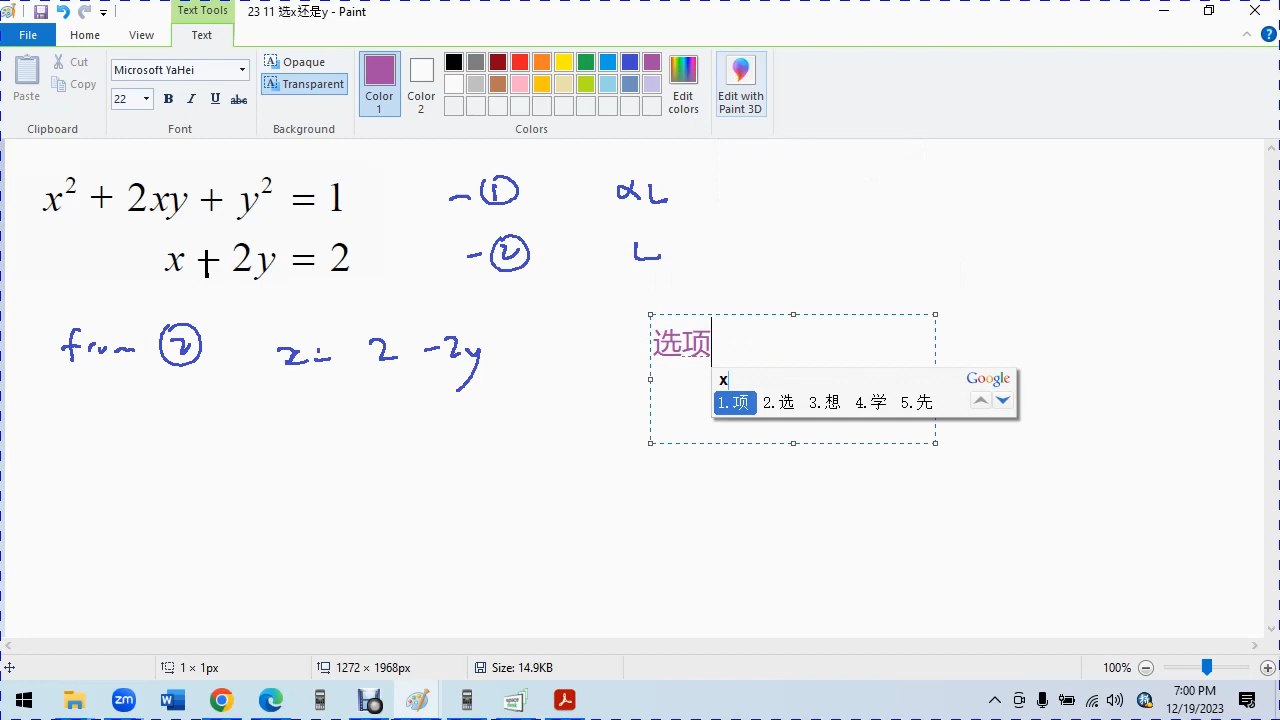 Text Tools
23 11 选x还是y - Paint
File
Home
View
Text
Paste
Cut
Copy
Clipboard
Microsoft YaHei
22
B I U abc
Font
Opaque
Transparent
Background
Color 1
Color 2
Edit colors
Colors
Edit with Paint 3D
x² + 2xy + y² = 1
- ①
αL
x + 2y = 2
- ②
L
from ②
x = 2 - 2y
选项
x
Google
1.项 2.选 3.想 4.学 5.先
1 × 1px
1272 × 1968px
Size: 14.9KB
100%
zm
7:00 PM
12/19/2023